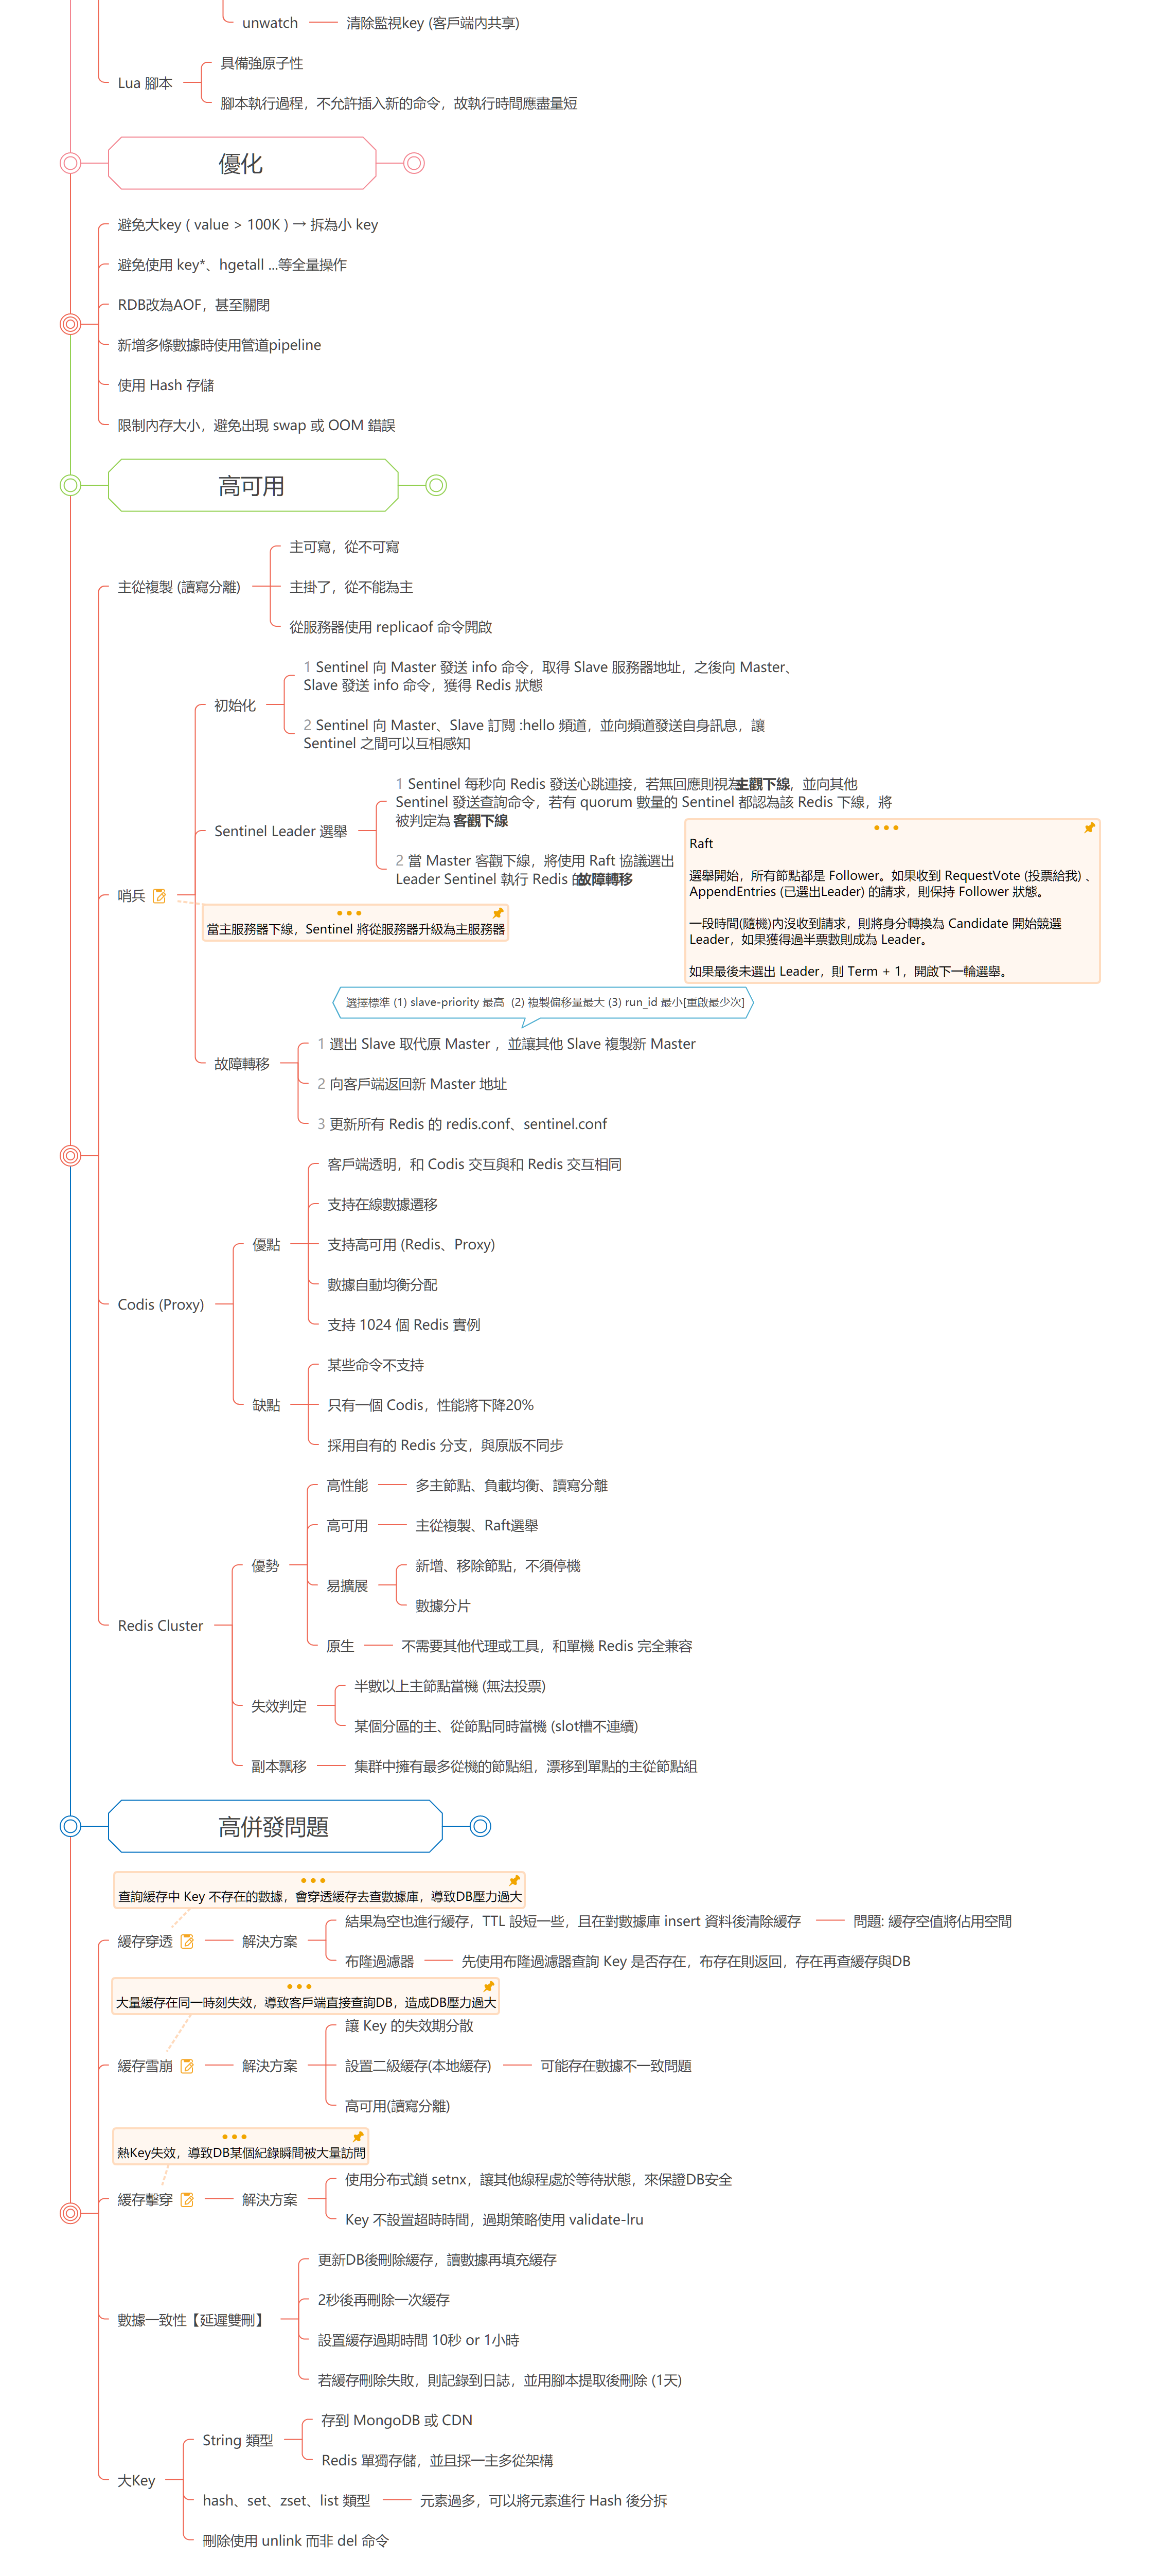 unwatch
清除監視key (客戶端內共享)
Lua 腳本
具備強原子性
腳本執行過程，不允許插入新的命令，故執行時間應盡量短
優化
避免大key ( value > 100K ) → 拆為小 key
避免使用 key*、hgetall ...等全量操作
RDB改為AOF，甚至關閉
新增多條數據時使用管道pipeline
使用 Hash 存儲
限制內存大小，避免出現 swap 或 OOM 錯誤
高可用
主從複製 (讀寫分離)
主可寫，從不可寫
主掛了，從不能為主
從服務器使用 replicaof 命令開啟
哨兵
當主服務器下線，Sentinel 將從服務器升級為主服務器
初始化
1 Sentinel 向 Master 發送 info 命令，取得 Slave 服務器地址，之後向 Master、
Slave 發送 info 命令，獲得 Redis 狀態
2 Sentinel 向 Master、Slave 訂閱 :hello 頻道，並向頻道發送自身訊息，讓
Sentinel 之間可以互相感知
Sentinel Leader 選舉
1 Sentinel 每秒向 Redis 發送心跳連接，若無回應則視為主觀下線，並向其他
Sentinel 發送查詢命令，若有 quorum 數量的 Sentinel 都認為該 Redis 下線，將
被判定為 客觀下線
2 當 Master 客觀下線，將使用 Raft 協議選出
Leader Sentinel 執行 Redis 的故障轉移
Raft
選舉開始，所有節點都是 Follower。如果收到 RequestVote (投票給我) 、
AppendEntries (已選出Leader) 的請求，則保持 Follower 狀態。
一段時間(隨機)內沒收到請求，則將身分轉換為 Candidate 開始競選
Leader，如果獲得過半票數則成為 Leader。
如果最後未選出 Leader，則 Term + 1，開啟下一輪選舉。
選擇標準 (1) slave-priority 最高 (2) 複製偏移量最大 (3) run_id 最小[重啟最少次]
故障轉移
1 選出 Slave 取代原 Master ，並讓其他 Slave 複製新 Master
2 向客戶端返回新 Master 地址
3 更新所有 Redis 的 redis.conf、sentinel.conf
Codis (Proxy)
優點
客戶端透明，和 Codis 交互與和 Redis 交互相同
支持在線數據遷移
支持高可用 (Redis、Proxy)
數據自動均衡分配
支持 1024 個 Redis 實例
缺點
某些命令不支持
只有一個 Codis，性能將下降20%
採用自有的 Redis 分支，與原版不同步
Redis Cluster
優勢
高性能
多主節點、負載均衡、讀寫分離
高可用
主從複製、Raft選舉
易擴展
新增、移除節點，不須停機
數據分片
原生
不需要其他代理或工具，和單機 Redis 完全兼容
失效判定
半數以上主節點當機 (無法投票)
某個分區的主、從節點同時當機 (slot槽不連續)
副本飄移
集群中擁有最多從機的節點組，漂移到單點的主從節點組
高併發問題
查詢緩存中 Key 不存在的數據，會穿透緩存去查數據庫，導致DB壓力過大
緩存穿透
解決方案
結果為空也進行緩存，TTL 設短一些，且在對數據庫 insert 資料後清除緩存
問題: 緩存空值將佔用空間
布隆過濾器
先使用布隆過濾器查詢 Key 是否存在，布存在則返回，存在再查緩存與DB
大量緩存在同一時刻失效，導致客戶端直接查詢DB，造成DB壓力過大
緩存雪崩
解決方案
讓 Key 的失效期分散
設置二級緩存(本地緩存)
可能存在數據不一致問題
高可用(讀寫分離)
熱Key失效，導致DB某個紀錄瞬間被大量訪問
緩存擊穿
解決方案
使用分布式鎖 setnx，讓其他線程處於等待狀態，來保證DB安全
Key 不設置超時時間，過期策略使用 validate-lru
數據一致性【延遲雙刪】
更新DB後刪除緩存，讀數據再填充緩存
2秒後再刪除一次緩存
設置緩存過期時間 10秒 or 1小時
若緩存刪除失敗，則記錄到日誌，並用腳本提取後刪除 (1天)
大Key
String 類型
存到 MongoDB 或 CDN
Redis 單獨存儲，並且採一主多從架構
hash、set、zset、list 類型
元素過多，可以將元素進行 Hash 後分拆
刪除使用 unlink 而非 del 命令